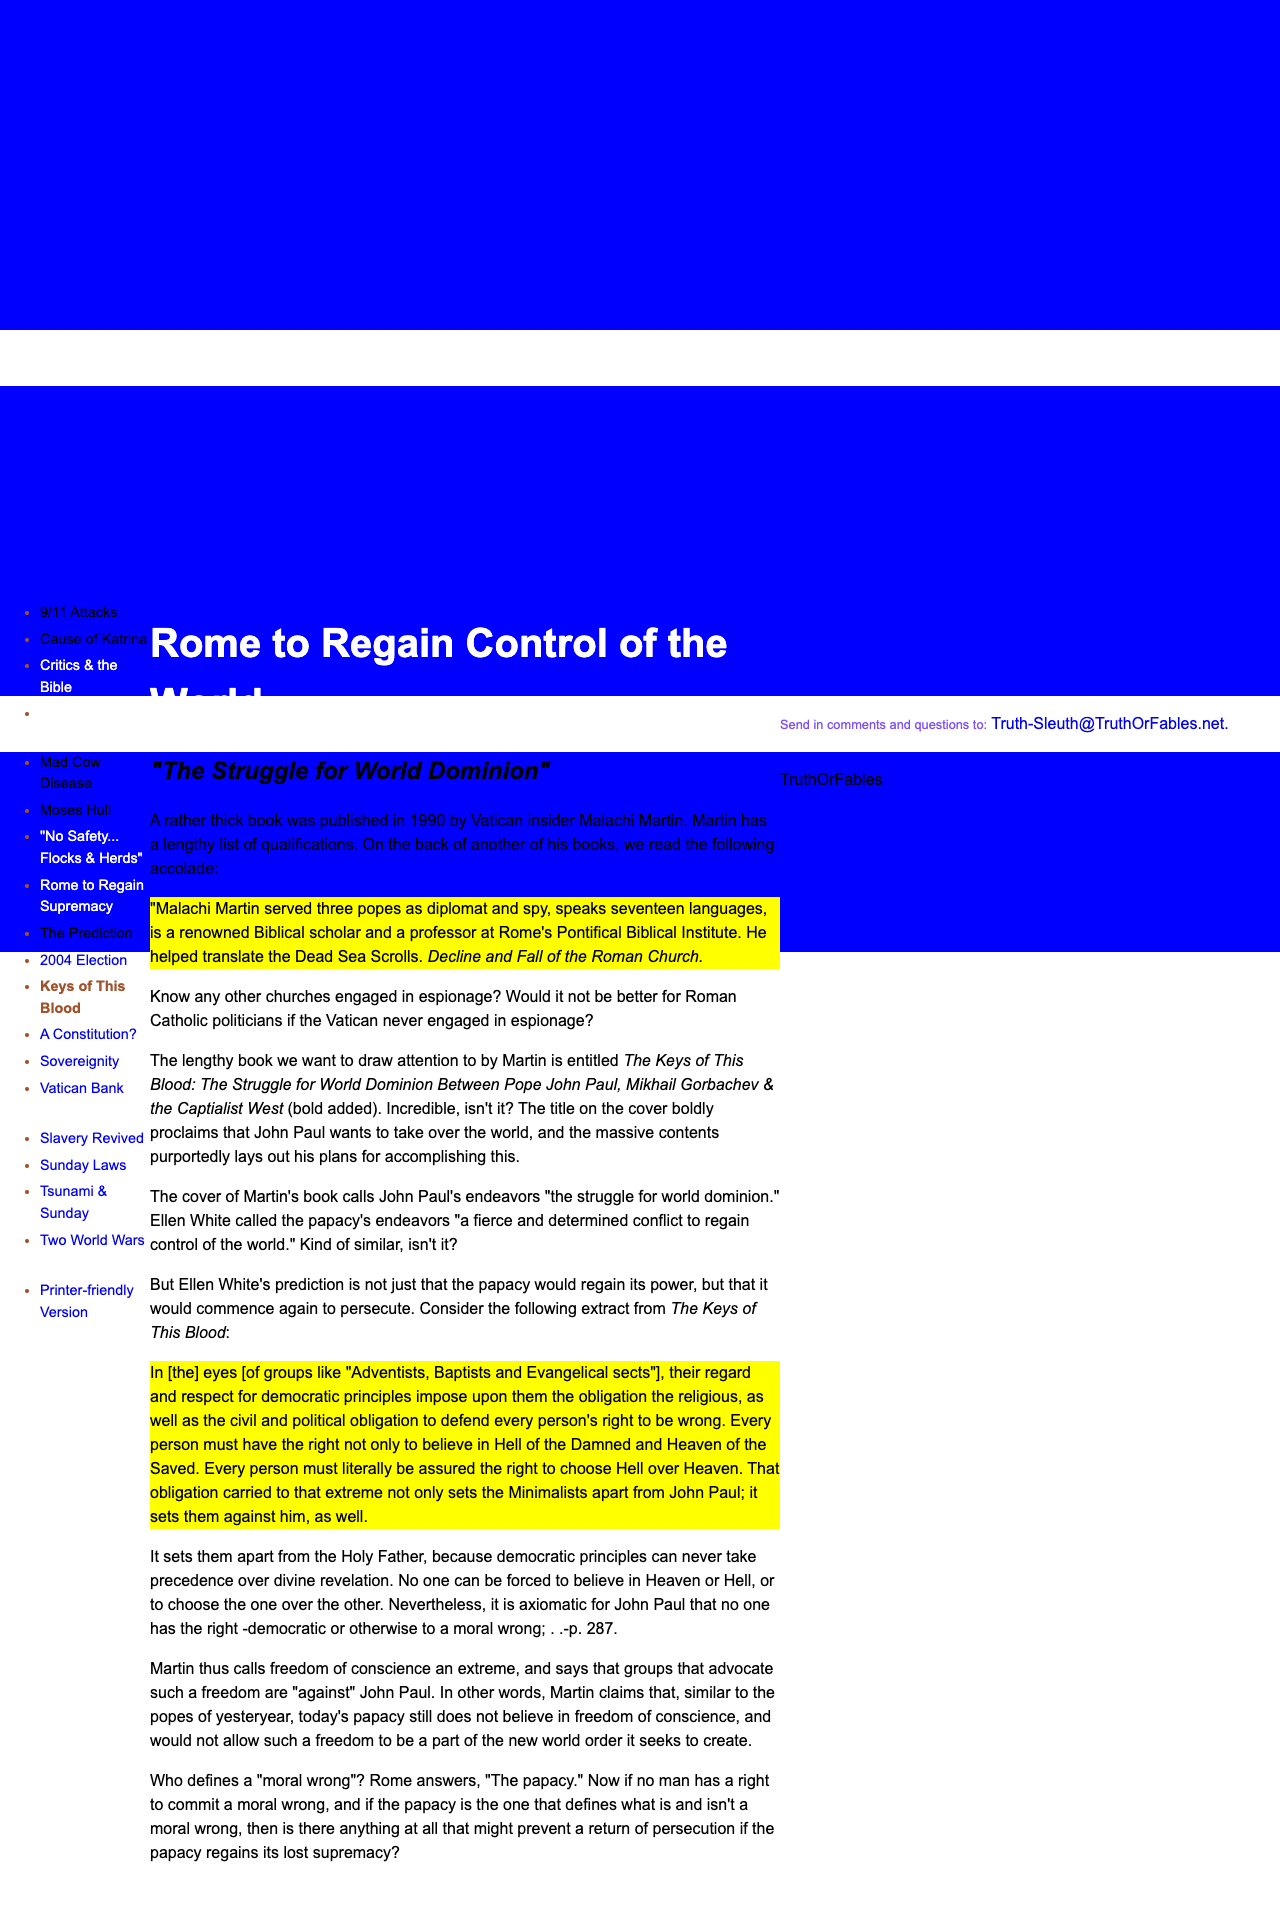 9/11 Attacks
Cause of Katrina
Critics & the
Bible
Mad Cow
Disease
Moses Hull
"No Safety...
Flocks & Herds"
Rome to Regain
Supremacy
The Prediction
2004 Election
Keys of This
Blood
A Constitution?
Sovereignity
Vatican Bank
Slavery Revived
Sunday Laws
Tsunami &
Sunday
Two World Wars
Printer-friendly
Version
Rome to Regain Control of the
World
"The Struggle for World Dominion"
A rather thick book was published in 1990 by Vatican insider Malachi Martin. Martin has
a lengthy list of qualifications. On the back of another of his books, we read the following
accolade:
"Malachi Martin served three popes as diplomat and spy, speaks seventeen languages,
is a renowned Biblical scholar and a professor at Rome's Pontifical Biblical Institute. He
helped translate the Dead Sea Scrolls. Decline and Fall of the Roman Church.
Know any other churches engaged in espionage? Would it not be better for Roman
Catholic politicians if the Vatican never engaged in espionage?
The lengthy book we want to draw attention to by Martin is entitled The Keys of This
Blood: The Struggle for World Dominion Between Pope John Paul, Mikhail Gorbachev &
the Captialist West (bold added). Incredible, isn't it? The title on the cover boldly
proclaims that John Paul wants to take over the world, and the massive contents
purportedly lays out his plans for accomplishing this.
The cover of Martin's book calls John Paul's endeavors "the struggle for world dominion."
Ellen White called the papacy's endeavors "a fierce and determined conflict to regain
control of the world." Kind of similar, isn't it?
But Ellen White's prediction is not just that the papacy would regain its power, but that it
would commence again to persecute. Consider the following extract from The Keys of
This Blood:
In [the] eyes [of groups like "Adventists, Baptists and Evangelical sects"], their regard
and respect for democratic principles impose upon them the obligation the religious, as
well as the civil and political obligation to defend every person's right to be wrong. Every
person must have the right not only to believe in Hell of the Damned and Heaven of the
Saved. Every person must literally be assured the right to choose Hell over Heaven. That
obligation carried to that extreme not only sets the Minimalists apart from John Paul; it
sets them against him, as well.
It sets them apart from the Holy Father, because democratic principles can never take
precedence over divine revelation. No one can be forced to believe in Heaven or Hell, or
to choose the one over the other. Nevertheless, it is axiomatic for John Paul that no one
has the right -democratic or otherwise to a moral wrong; . .-p. 287.
Martin thus calls freedom of conscience an extreme, and says that groups that advocate
such a freedom are "against" John Paul. In other words, Martin claims that, similar to the
popes of yesteryear, today's papacy still does not believe in freedom of conscience, and
would not allow such a freedom to be a part of the new world order it seeks to create.
Who defines a "moral wrong"? Rome answers, "The papacy." Now if no man has a right
to commit a moral wrong, and if the papacy is the one that defines what is and isn't a
moral wrong, then is there anything at all that might prevent a return of persecution if the
papacy regains its lost supremacy?
Send in comments and questions to: Truth-Sleuth@TruthOrFables.net.
TruthOrFables